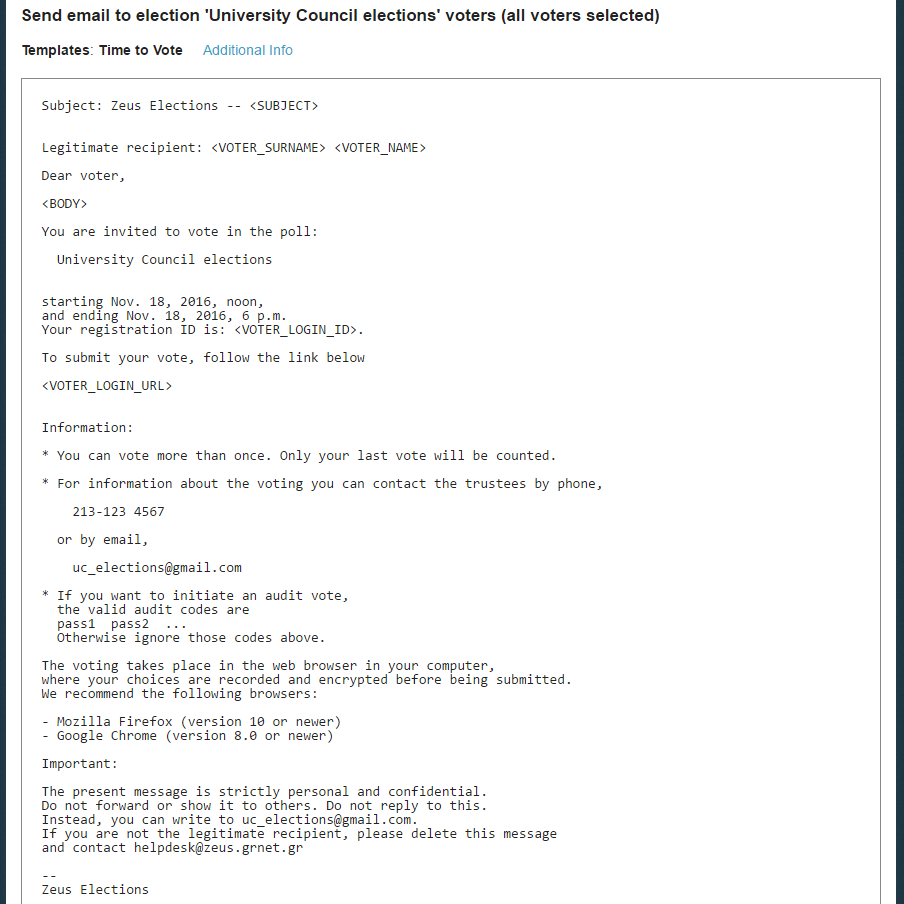 Send email to election 'University Council elections' voters (all voters selected)
Templates: Time to Vote Additional Info
Subject: Zeus Elections -- <SUBJECT>
Legitimate recipient: <VOTER_SURNAME> <VOTER_NAME>
Dear voter,
<BODY>
You are invited to vote in the poll:
University Council elections
starting Nov. 18, 2016, noon,
and ending Nov. 18, 2016, 6 p.m.
Your registration ID is: <VOTER_LOGIN_ID>.
To submit your vote, follow the link below
<VOTER_LOGIN_URL>
Information:
* You can vote more than once. Only your last vote will be counted.
* For information about the voting you can contact the trustees by phone,
213-123 4567
or by email,
uc_elections@gmail.com
* If you want to initiate an audit vote,
the valid audit codes are
pass1 pass2 ...
Otherwise ignore those codes above.
The voting takes place in the web browser in your computer,
where your choices are recorded and encrypted before being submitted.
We recommend the following browsers:
- Mozilla Firefox (version 10 or newer)
- Google Chrome (version 8.0 or newer)
Important:
The present message is strictly personal and confidential.
Do not forward or show it to others. Do not reply to this.
Instead, you can write to uc_elections@gmail.com.
If you are not the legitimate recipient, please delete this message
and contact helpdesk@zeus.grnet.gr
--
Zeus Elections